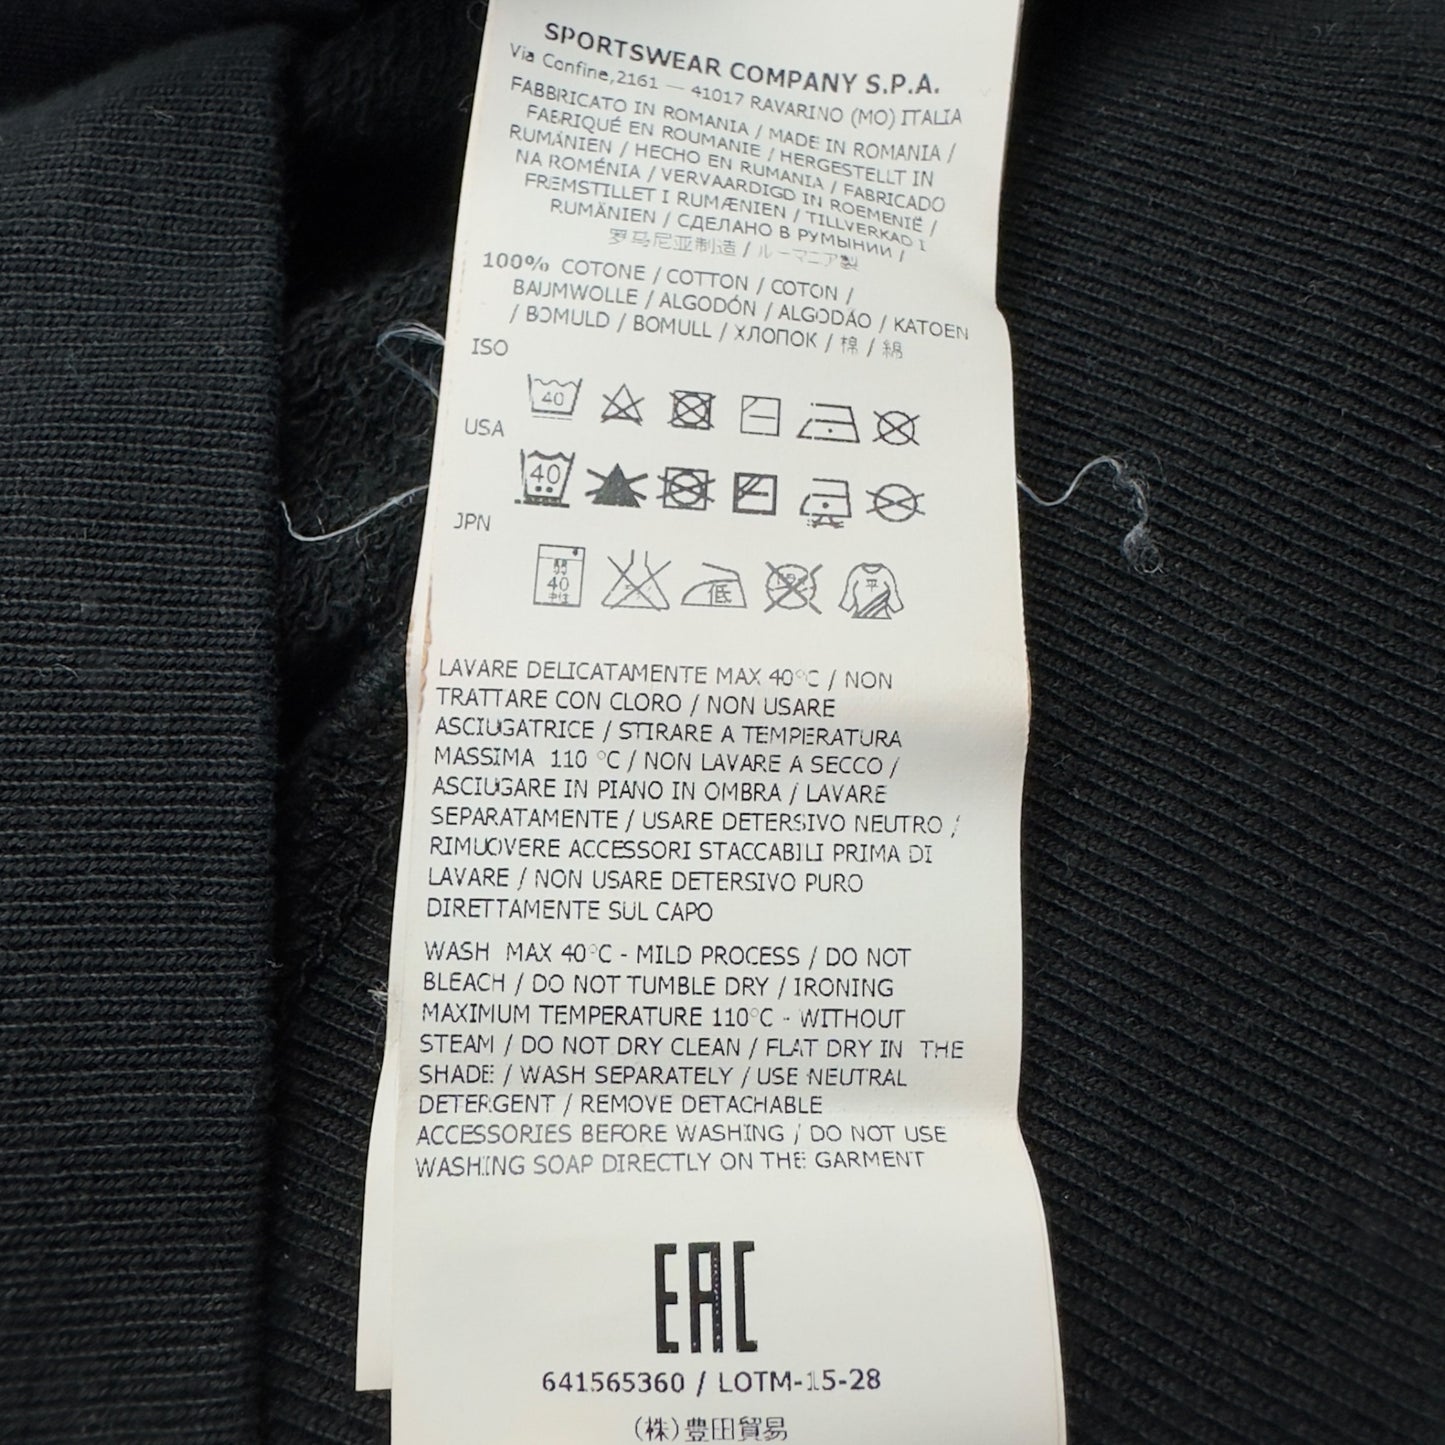 SPORTSWEAR COMPANY S.P.A.
Via Confine,2161 — 41017 RAVARINO (MO) ITALIA
FABBRICATO IN ROMANIA / MADE IN ROMANIA /
FABRIQUÉ EN ROUMANIE / HERGESTELLT IN
RUMÄNIEN / HECHO EN RUMANIA / FABRICADO
NA ROMÉNIA / VERVAARDIGD IN ROEMENIË /
FREMSTILLET I RUMÆNIEN / TILLVERKAD I
RUMÄNIEN / СДЕЛАНО В РУМЫНИИ /
罗马尼亚制造 / ルーマニア製
100% COTONE / COTTON / COTON /
BAUMWOLLE / ALGODÓN / ALGODÃO / KATOEN
/ BOMULD / BOMULL / ХЛОПОК / 棉 / 綿
ISO
40
USA
40
JPN
弱
40
中性
低
平
LAVARE DELICATAMENTE MAX 40°C / NON
TRATTARE CON CLORO / NON USARE
ASCIUGATRICE / STIRARE A TEMPERATURA
MASSIMA 110 °C / NON LAVARE A SECCO /
ASCIUGARE IN PIANO IN OMBRA / LAVARE
SEPARATAMENTE / USARE DETERSIVO NEUTRO /
RIMUOVERE ACCESSORI STACCABILI PRIMA DI
LAVARE / NON USARE DETERSIVO PURO
DIRETTAMENTE SUL CAPO
WASH MAX 40°C - MILD PROCESS / DO NOT
BLEACH / DO NOT TUMBLE DRY / IRONING
MAXIMUM TEMPERATURE 110°C - WITHOUT
STEAM / DO NOT DRY CLEAN / FLAT DRY IN THE
SHADE / WASH SEPARATELY / USE NEUTRAL
DETERGENT / REMOVE DETACHABLE
ACCESSORIES BEFORE WASHING / DO NOT USE
WASHING SOAP DIRECTLY ON THE GARMENT
EAC
641565360 / LOTM-15-28
(株)豊田貿易